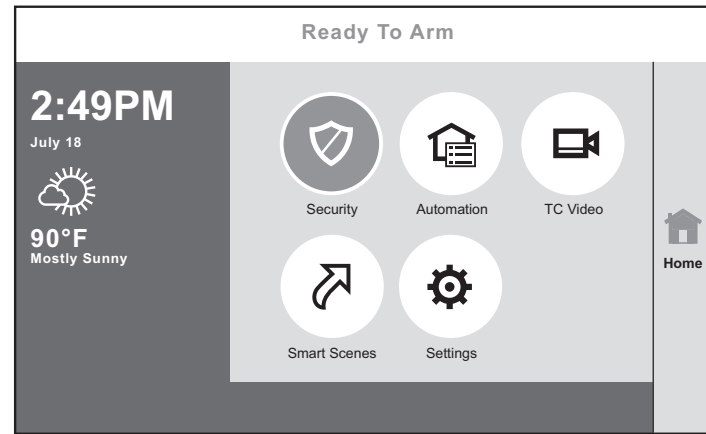 Ready To Arm
2:49PM
July 18
90°F
Mostly Sunny
Security
Automation
TC Video
Smart Scenes
Settings
Home